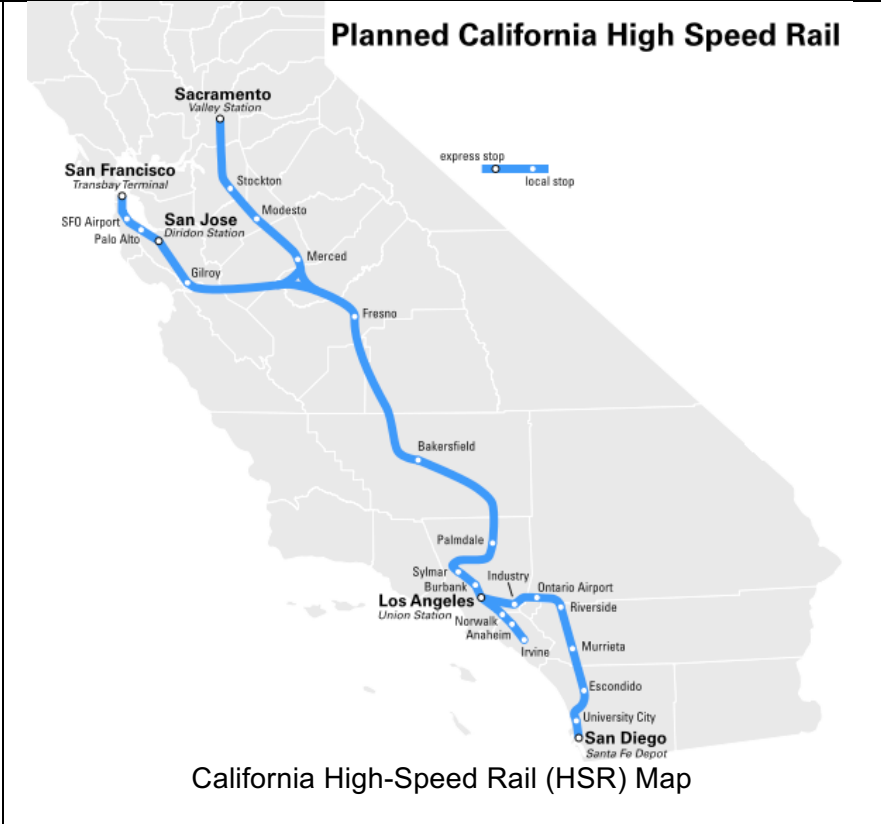 Planned California High Speed Rail
Sacramento
Valley Station
express stop
local stop
San Francisco
Transbay Terminal
Stockton
Modesto
SFO Airport
San Jose
Diridon Station
Palo Alto
Merced
Gilroy
Fresno
Bakersfield
Palmdale
Sylmar
Industry
Burbank
Ontario Airport
Los Angeles
Union Station
Riverside
Norwalk
Anaheim
Irvine
Murrieta
Escondido
University City
San Diego
Santa Fe Depot
California High-Speed Rail (HSR) Map